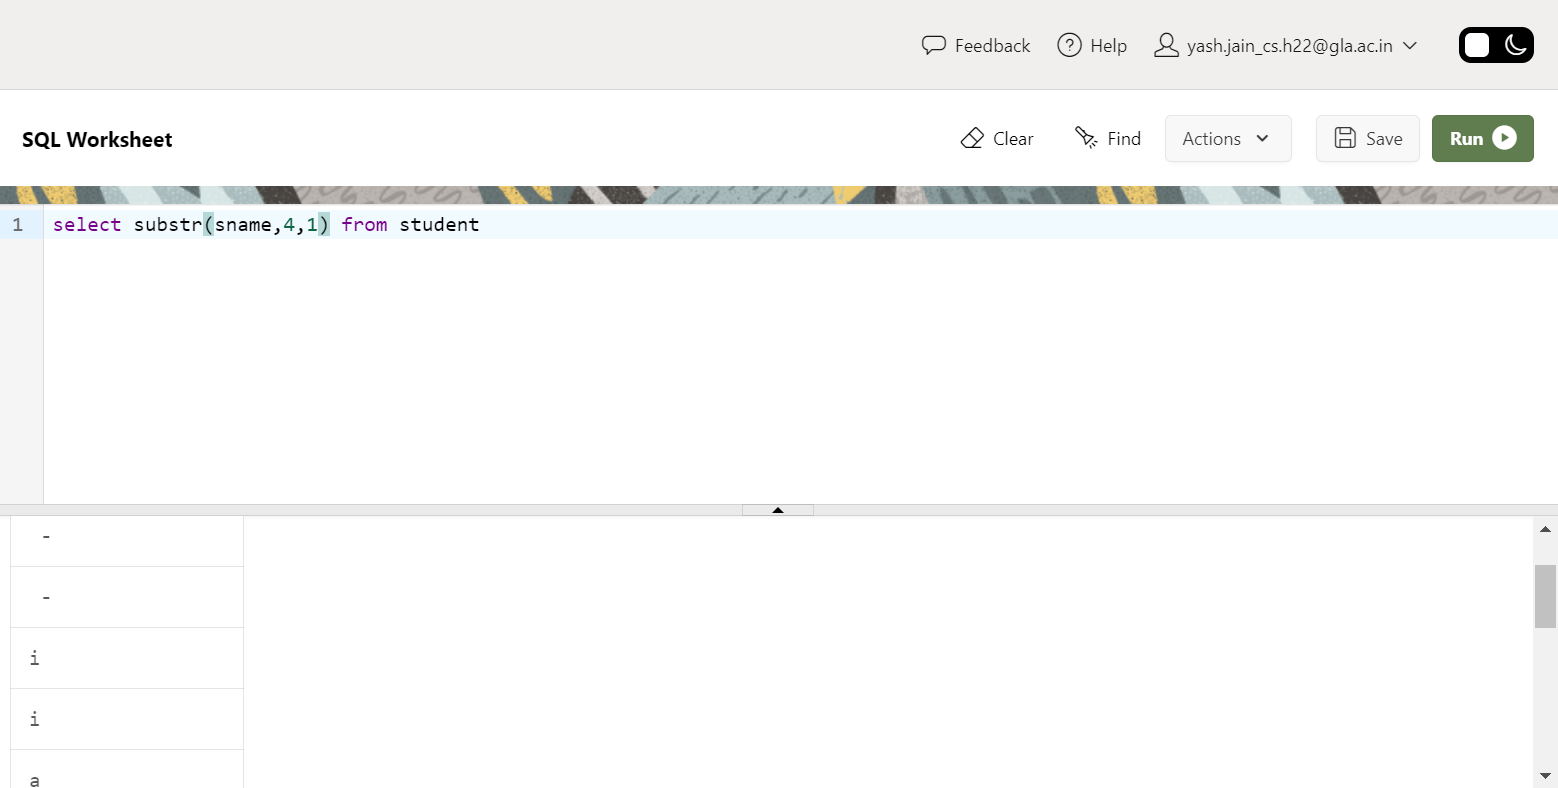 Feedback Help yash.jain_cs.h22@gla.ac.in
SQL Worksheet Clear Find Actions Save Run
1 select substr(sname,4,1) from student
-
-
i
i
a